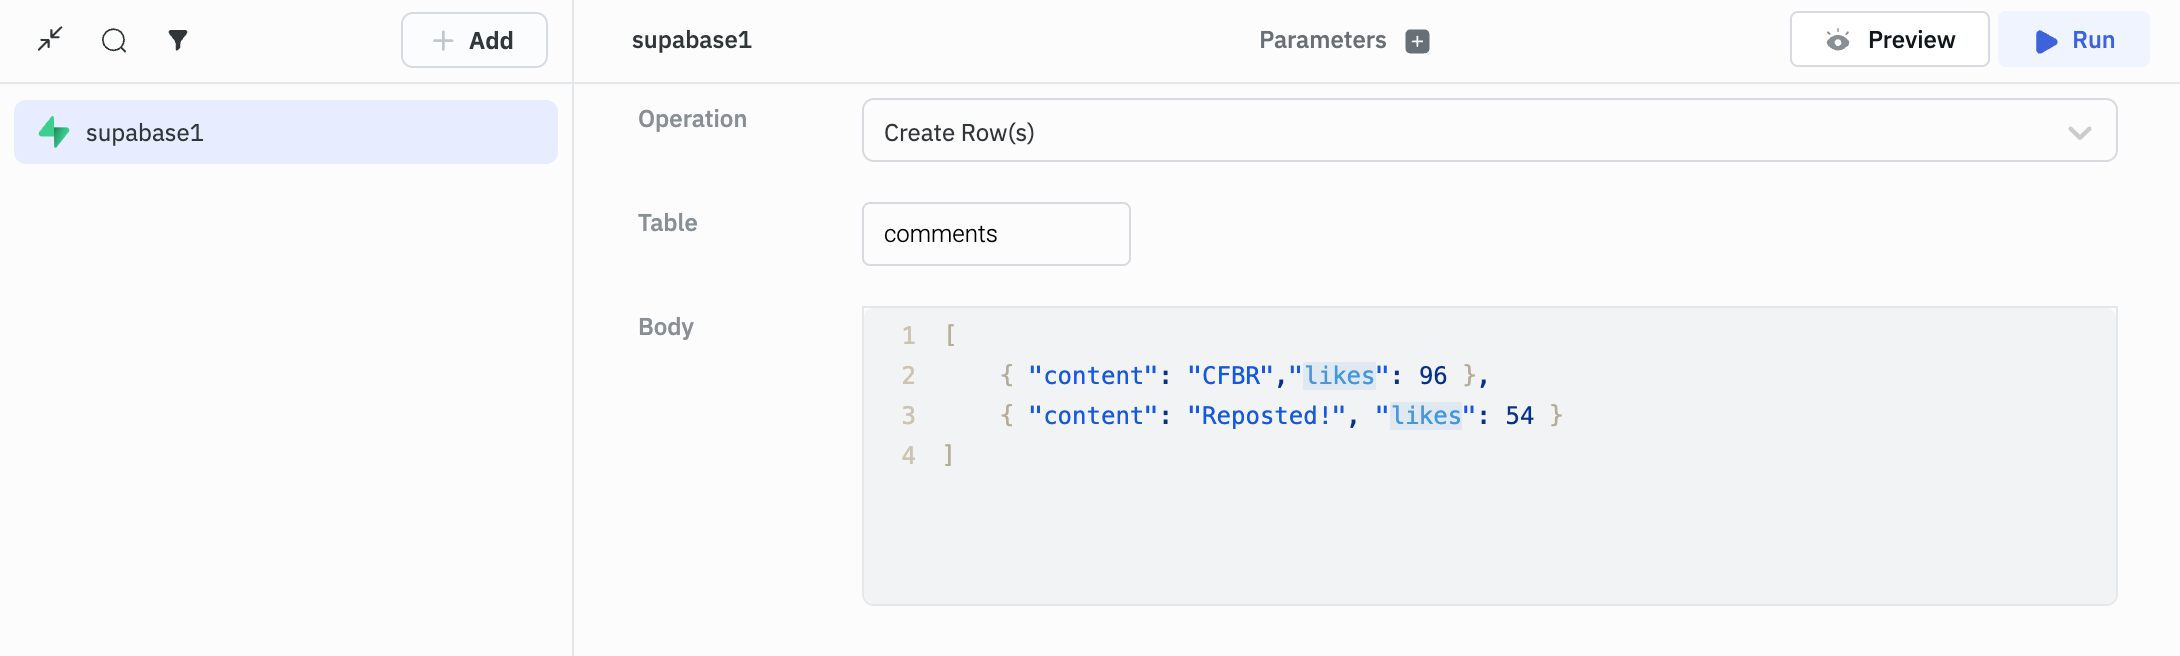 Add
supabase1
Parameters
Preview
Run
supabase1
Operation
Create Row(s)
Table
comments
Body
1 [
2     { "content": "CFBR","likes": 96 },
3     { "content": "Reposted!", "likes": 54 }
4 ]